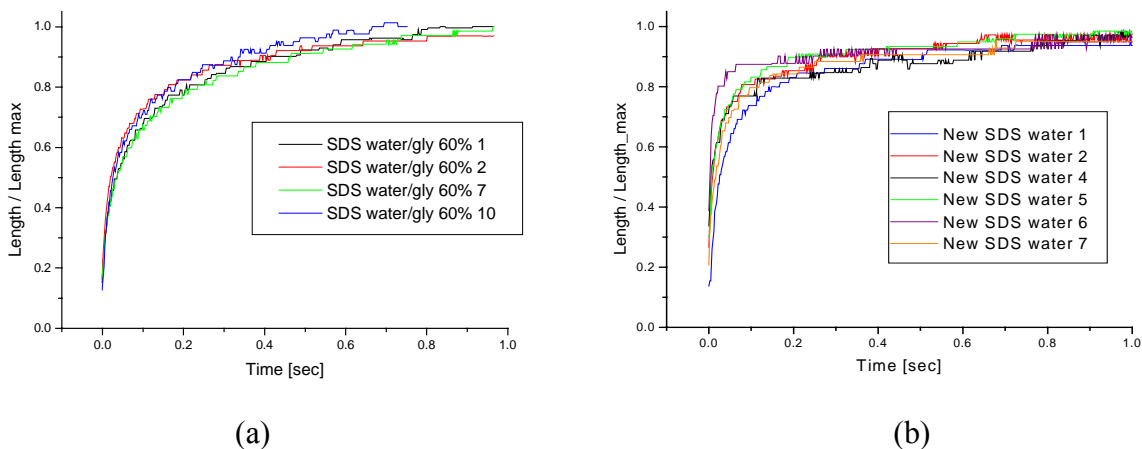 1.0
0.8
0.6
0.4
0.2
0.0
Length / Length max
0.0 0.2 0.4 0.6 0.8 1.0
Time [sec]
SDS water/gly 60% 1
SDS water/gly 60% 2
SDS water/gly 60% 7
SDS water/gly 60% 10
(a)
1.0
0.8
0.6
0.4
0.2
0.0
Length / Length_max
0.0 0.2 0.4 0.6 0.8 1.0
Time [sec]
New SDS water 1
New SDS water 2
New SDS water 4
New SDS water 5
New SDS water 6
New SDS water 7
(b)